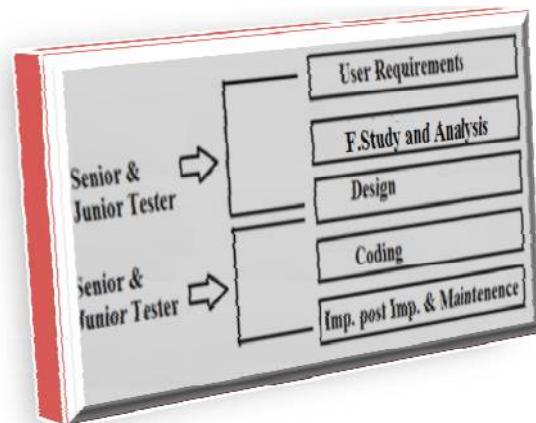 User Requirements
F.Study and Analysis
Senior &
Junior Tester
Design
Coding
Senior &
Junior Tester
Imp. post Imp. & Maintenence